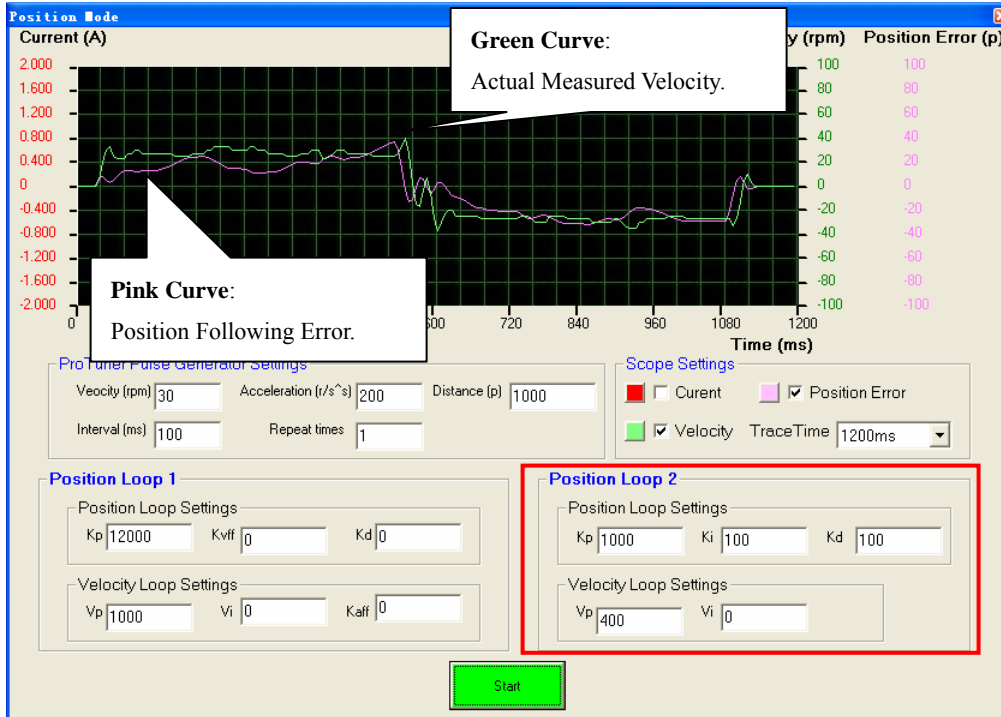 Position Mode
Current (A)
y (rpm)
Position Error (p)
Green Curve:
Actual Measured Velocity.
2.000
1.600
1.200
0.800
0.400
0
-0.400
-0.800
-1.200
-1.600
-2.000
100
80
60
40
20
0
-20
-40
-60
-80
-100
100
80
60
40
20
0
-20
-40
-60
-80
-100
Pink Curve:
Position Following Error.
0
600
720
840
960
1080
1200
Time (ms)
ProTuner Pulse Generator Settings
Veocity (rpm) 30
Acceleration (r/s^s) 200
Distance (p) 1000
Interval (ms) 100
Repeat times 1
Scope Settings
Curent
Position Error
Velocity
TraceTime 1200ms
Position Loop 1
Position Loop Settings
Kp 12000
Kvff 0
Kd 0
Velocity Loop Settings
Vp 1000
Vi 0
Kaff 0
Position Loop 2
Position Loop Settings
Kp 1000
Ki 100
Kd 100
Velocity Loop Settings
Vp 400
Vi 0
Start